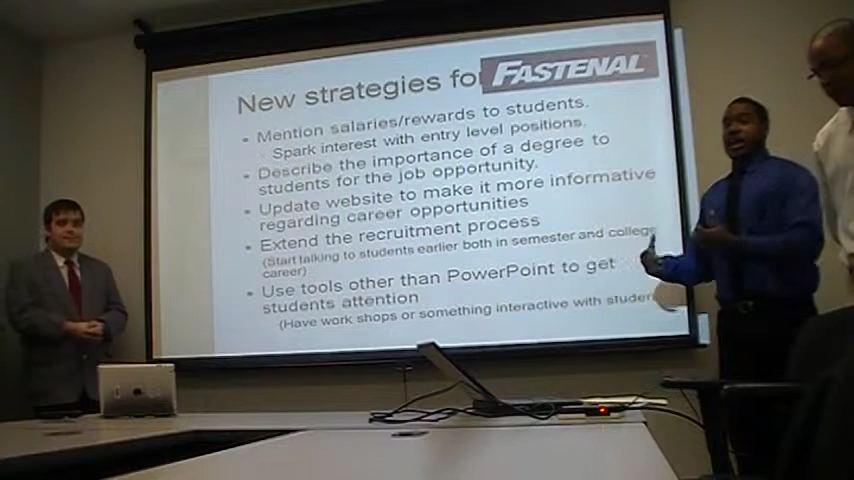 New strategies for FASTENAL
• Mention salaries/rewards to students.
Spark interest with entry level positions.
• Describe the importance of a degree to
students for the job opportunity.
• Update website to make it more informative
regarding career opportunities
• Extend the recruitment process
(Start talking to students earlier both in semester and college
career)
• Use tools other than PowerPoint to get
students attention
(Have work shops or something interactive with students